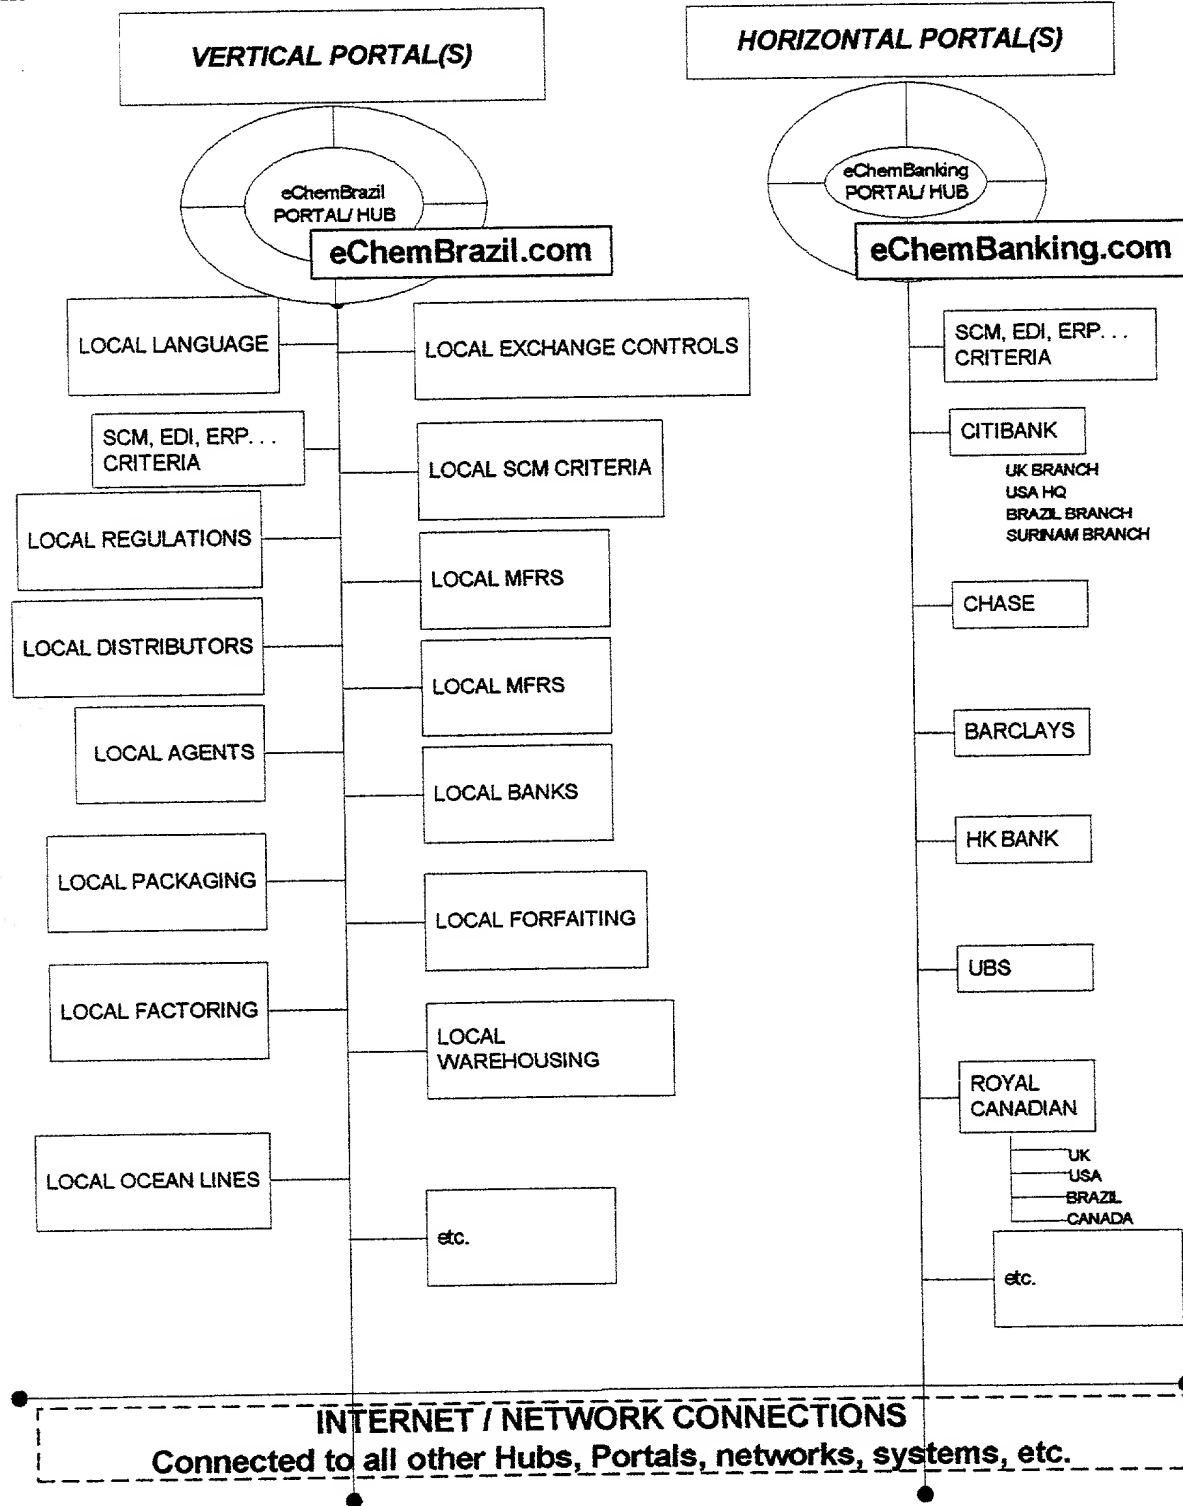 VERTICAL PORTAL(S)
eChemBrazil
PORTAL/ HUB
eChemBrazil.com
LOCAL LANGUAGE
LOCAL EXCHANGE CONTROLS
SCM, EDI, ERP...
CRITERIA
LOCAL SCM CRITERIA
LOCAL REGULATIONS
LOCAL MFRS
LOCAL DISTRIBUTORS
LOCAL MFRS
LOCAL AGENTS
LOCAL BANKS
LOCAL PACKAGING
LOCAL FORFAITING
LOCAL FACTORING
LOCAL
WAREHOUSING
LOCAL OCEAN LINES
etc.
HORIZONTAL PORTAL(S)
eChemBanking
PORTAL/ HUB
eChemBanking.com
SCM, EDI, ERP...
CRITERIA
CITIBANK
UK BRANCH
USA HQ
BRAZIL BRANCH
SURINAM BRANCH
CHASE
BARCLAYS
HK BANK
UBS
ROYAL
CANADIAN
UK
USA
BRAZIL
CANADA
etc.
INTERNET / NETWORK CONNECTIONS
Connected to all other Hubs, Portals, networks, systems, etc.